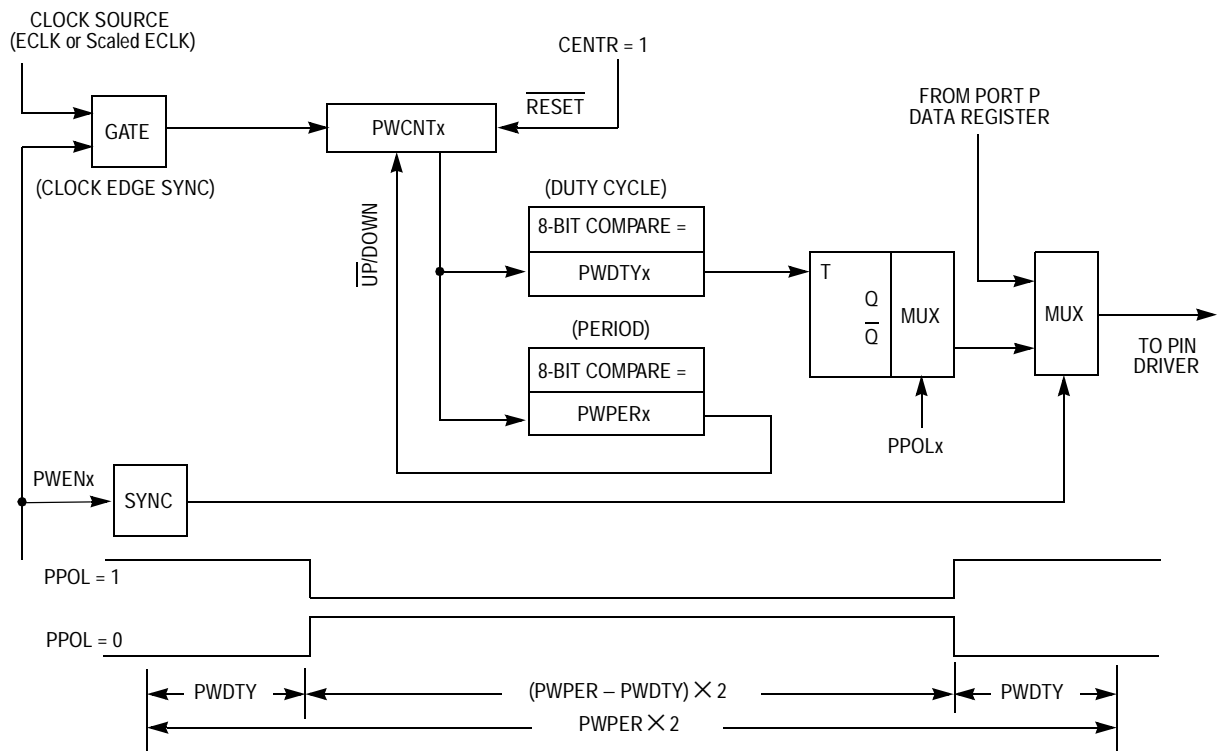 CLOCK SOURCE
(ECLK or Scaled ECLK)
CENTR = 1
RESET
FROM PORT P
DATA REGISTER
GATE
PWCNTx
(CLOCK EDGE SYNC)
UP/DOWN
(DUTY CYCLE)
8-BIT COMPARE =
PWDTYx
T
Q
Q
MUX
MUX
TO PIN
DRIVER
(PERIOD)
8-BIT COMPARE =
PWPERx
PPOLx
PWENx
SYNC
PPOL = 1
PPOL = 0
PWDTY
(PWPER – PWDTY) × 2
PWDTY
PWPER × 2